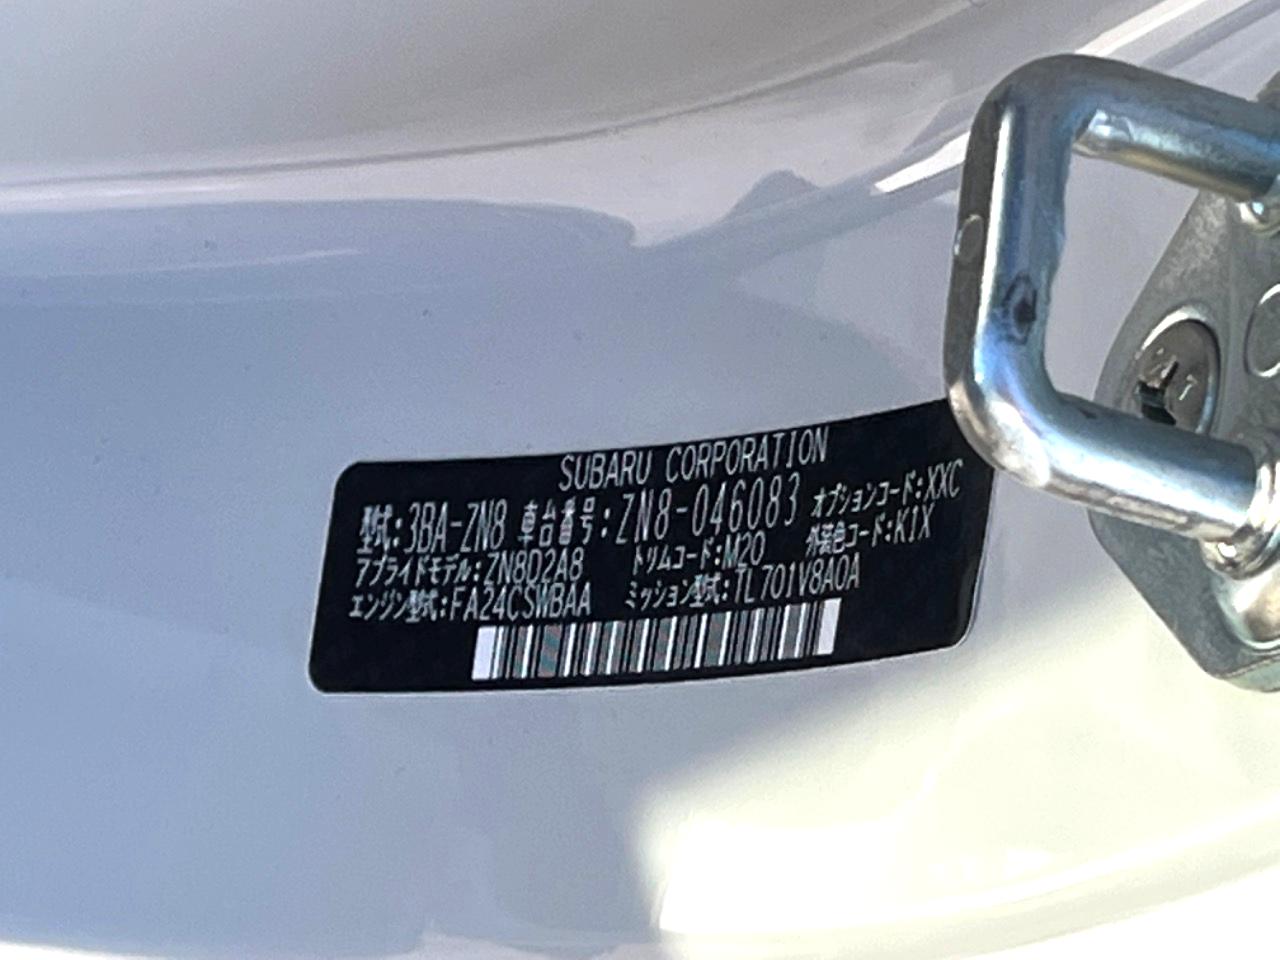 SUBARU CORPORATION
型式:3BA-ZN8 車台番号:ZN8-046083 オプションコード:XXC
アプライドモデル:ZN8D2A8 トリムコード:M20 外装色コード:K1X
エンジン型式:FA24CSWBAA ミッション型式:TL701V8AOA